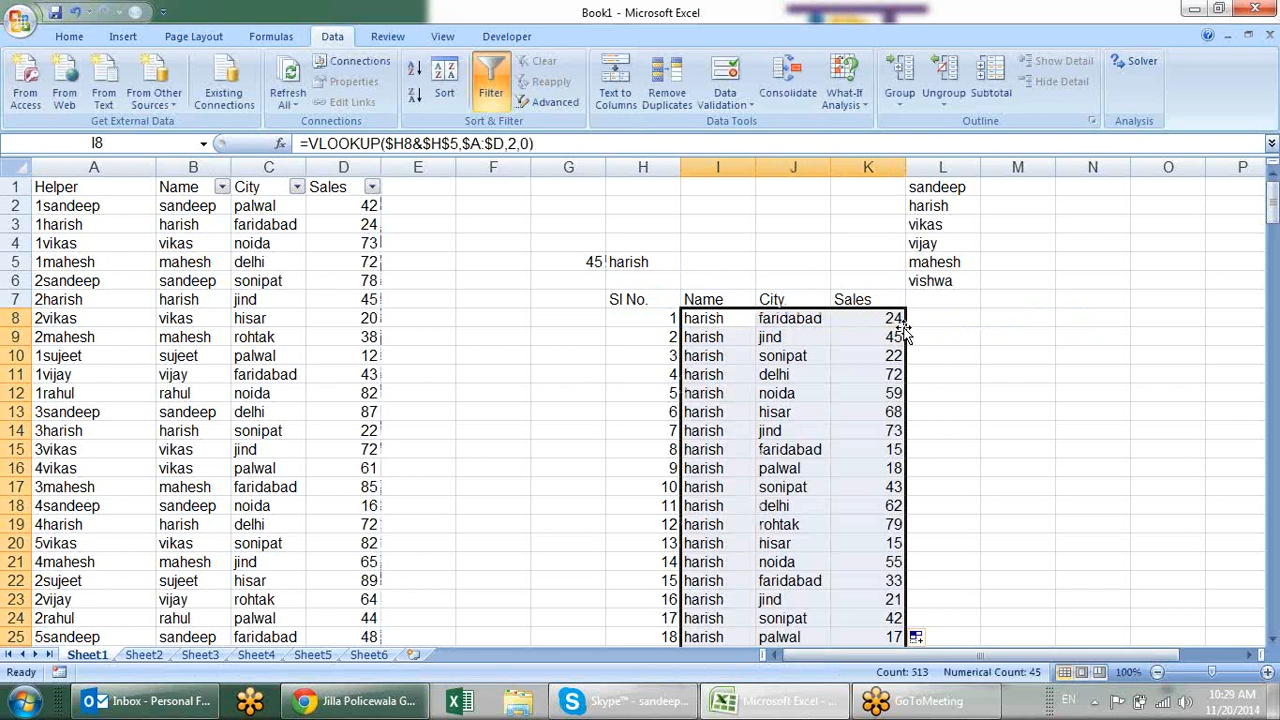 Book1 - Microsoft Excel
Home Insert Page Layout Formulas Data Review View Developer
From Access From Web From Text From Other Sources Existing Connections Refresh All Connections Properties Edit Links Sort Filter Clear Reapply Advanced Text to Columns Remove Duplicates Data Validation Consolidate What-If Analysis Group Ungroup Subtotal Show Detail Hide Detail Solver
Get External Data Connections Sort & Filter Data Tools Outline Analysis
I8 fx =VLOOKUP($H8&$H$5,$A:$D,2,0)
A B C D E F G H I J K L M N O P
1 Helper Name City Sales sandeep
2 1sandeep sandeep palwal 42 harish
3 1harish harish faridabad 24 vikas
4 1vikas vikas noida 73 vijay
5 1mahesh mahesh delhi 72 45 harish mahesh
6 2sandeep sandeep sonipat 78 vishwa
7 2harish harish jind 45 Sl No. Name City Sales
8 2vikas vikas hisar 20 1 harish faridabad 24
9 2mahesh mahesh rohtak 38 2 harish jind 45
10 1sujeet sujeet palwal 12 3 harish sonipat 22
11 1vijay vijay faridabad 43 4 harish delhi 72
12 1rahul rahul noida 82 5 harish noida 59
13 3sandeep sandeep delhi 87 6 harish hisar 68
14 3harish harish sonipat 22 7 harish jind 73
15 3vikas vikas jind 72 8 harish faridabad 15
16 4vikas vikas palwal 61 9 harish palwal 18
17 3mahesh mahesh faridabad 85 10 harish sonipat 43
18 4sandeep sandeep noida 16 11 harish delhi 62
19 4harish harish delhi 72 12 harish rohtak 79
20 5vikas vikas sonipat 82 13 harish hisar 15
21 4mahesh mahesh jind 65 14 harish noida 55
22 2sujeet sujeet hisar 89 15 harish faridabad 33
23 2vijay vijay rohtak 64 16 harish jind 21
24 2rahul rahul palwal 44 17 harish sonipat 42
25 5sandeep sandeep faridabad 48 18 harish palwal 17
Sheet1 Sheet2 Sheet3 Sheet4 Sheet5 Sheet6
Ready Count: 513 Numerical Count: 45 100%
Inbox - Personal F... Jilla Policewala G... Skype™ - sandeep... Microsoft Excel - ... GoToMeeting EN 10:29 AM
11/20/2014